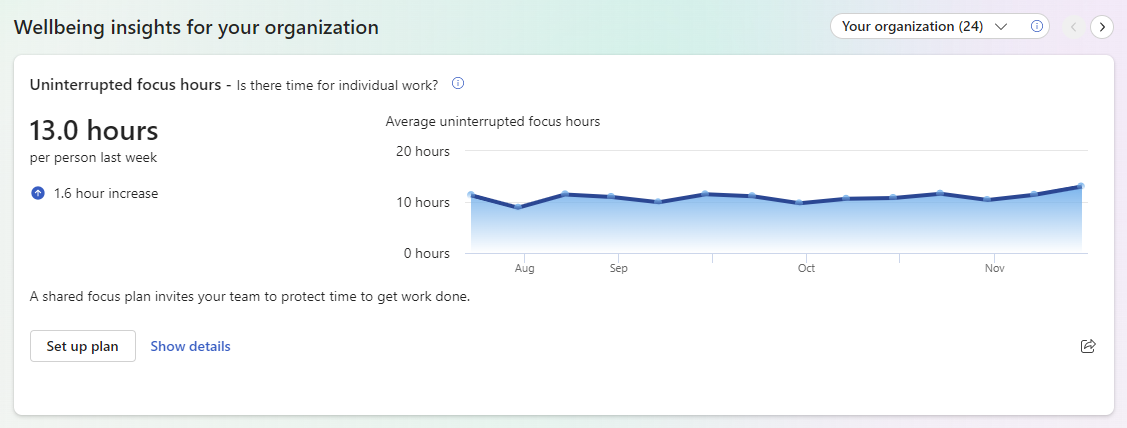 Wellbeing insights for your organization
Your organization (24)
Uninterrupted focus hours - Is there time for individual work?
13.0 hours
per person last week
1.6 hour increase
Average uninterrupted focus hours
20 hours
10 hours
0 hours
Aug
Sep
Oct
Nov
A shared focus plan invites your team to protect time to get work done.
Set up plan
Show details